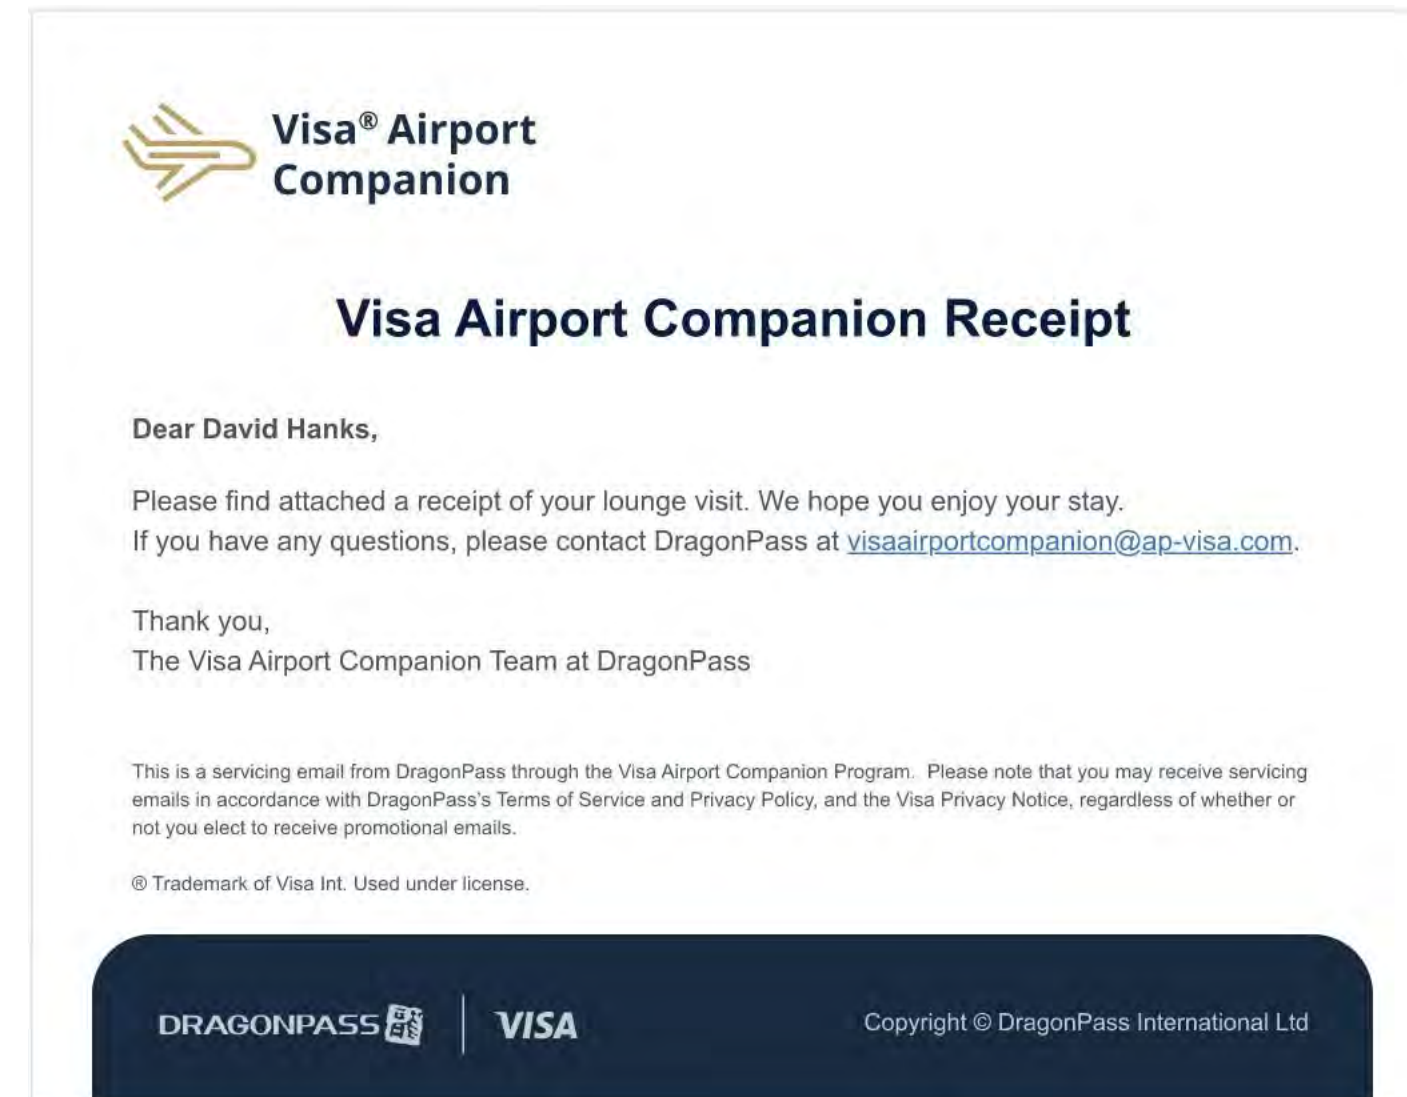 Visa® Airport
Companion
Visa Airport Companion Receipt
Dear David Hanks,
Please find attached a receipt of your lounge visit. We hope you enjoy your stay.
If you have any questions, please contact DragonPass at visaairportcompanion@ap-visa.com.
Thank you,
The Visa Airport Companion Team at DragonPass
This is a servicing email from DragonPass through the Visa Airport Companion Program.  Please note that you may receive servicing
emails in accordance with DragonPass's Terms of Service and Privacy Policy, and the Visa Privacy Notice, regardless of whether or
not you elect to receive promotional emails.
® Trademark of Visa Int. Used under license.
DRAGONPASS
VISA
Copyright © DragonPass International Ltd